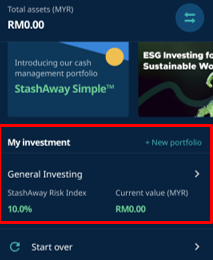 Total assets (MYR)
RM0.00
Introducing our cash
management portfolio
StashAway Simple™
ESG Investing f
Sustainable Wo
My investment
+ New portfolio
General Investing
StashAway Risk Index
Current value (MYR)
10.0%
RM0.00
Start over